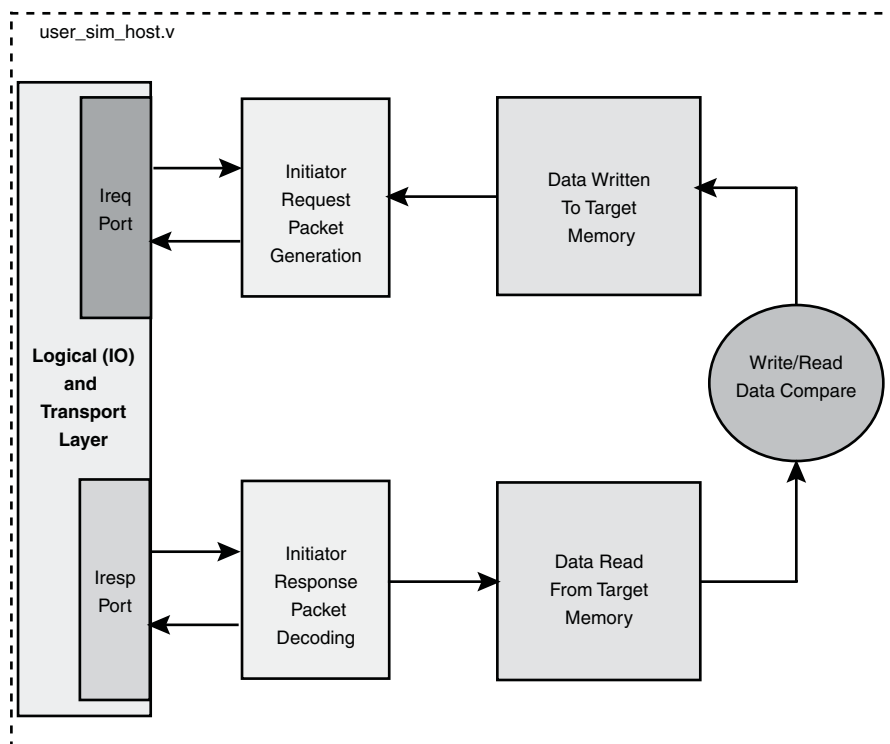 user_sim_host.v
Ireq
Port
Initiator
Request
Packet
Generation
Data Written
To Target
Memory
Logical (IO)
and
Transport
Layer
Write/Read
Data Compare
Iresp
Port
Initiator
Response
Packet
Decoding
Data Read
From Target
Memory